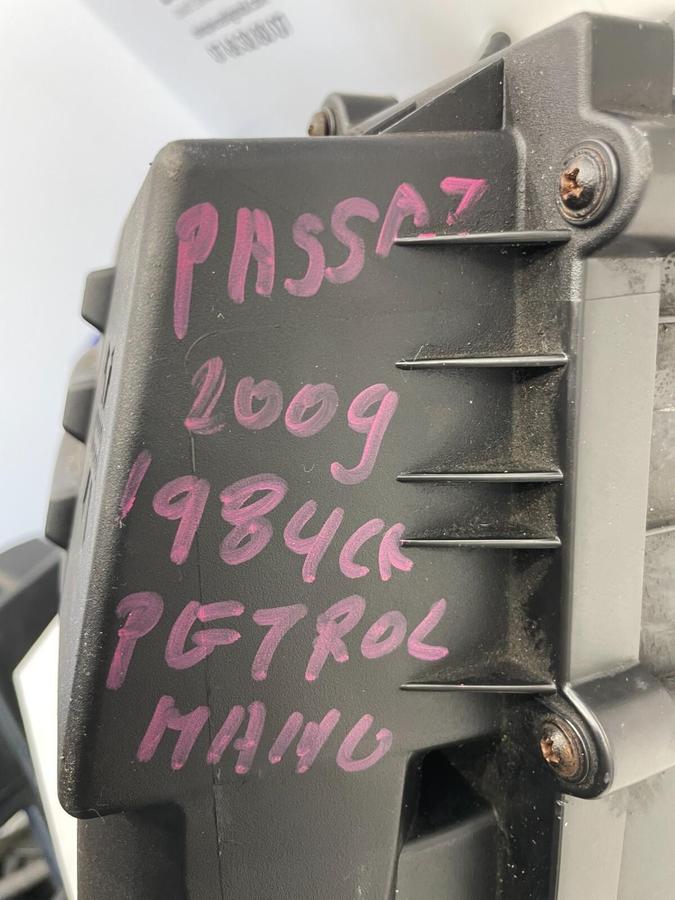 PASSAT
2009
1984CC
PETROL
MANU